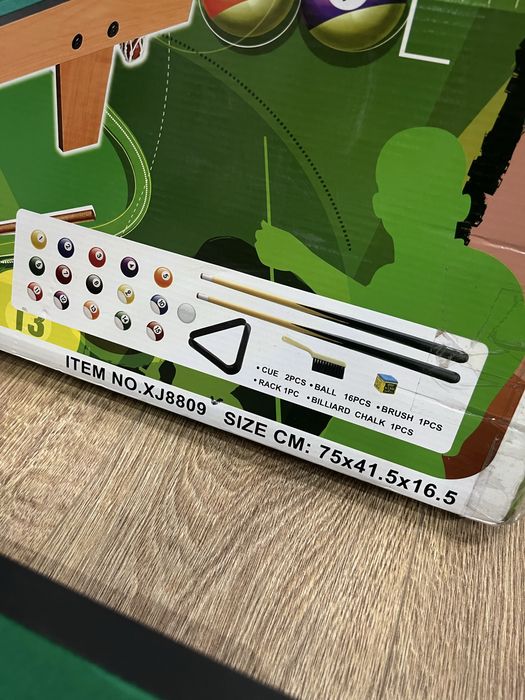 13
• CUE 2PCS • BALL 16PCS • BRUSH 1PCS
• RACK 1PC • BILLIARD CHALK 1PCS
ITEM NO.XJ8809 SIZE CM: 75x41.5x16.5